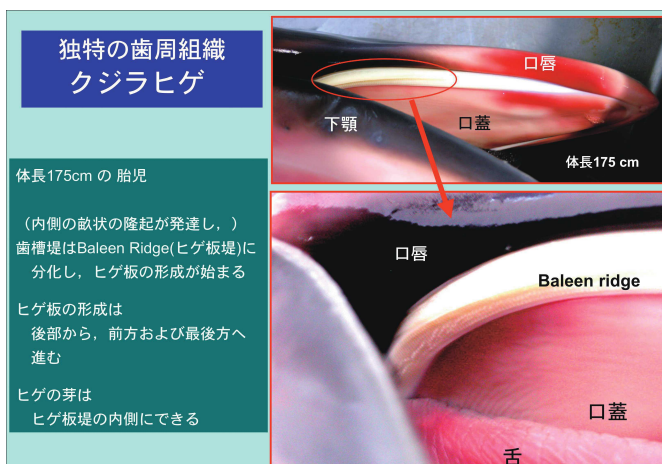 独特の歯周組織
クジラヒゲ
体長175cm の 胎児
（内側の畝状の隆起が発達し，）
歯槽堤はBaleen Ridge(ヒゲ板堤)に
分化し，ヒゲ板の形成が始まる
ヒゲ板の形成は
後部から，前方および最後方へ
進む
ヒゲの芽は
ヒゲ板堤の内側にできる
口唇
下顎
口蓋
体長175 cm
口唇
Baleen ridge
口蓋
舌